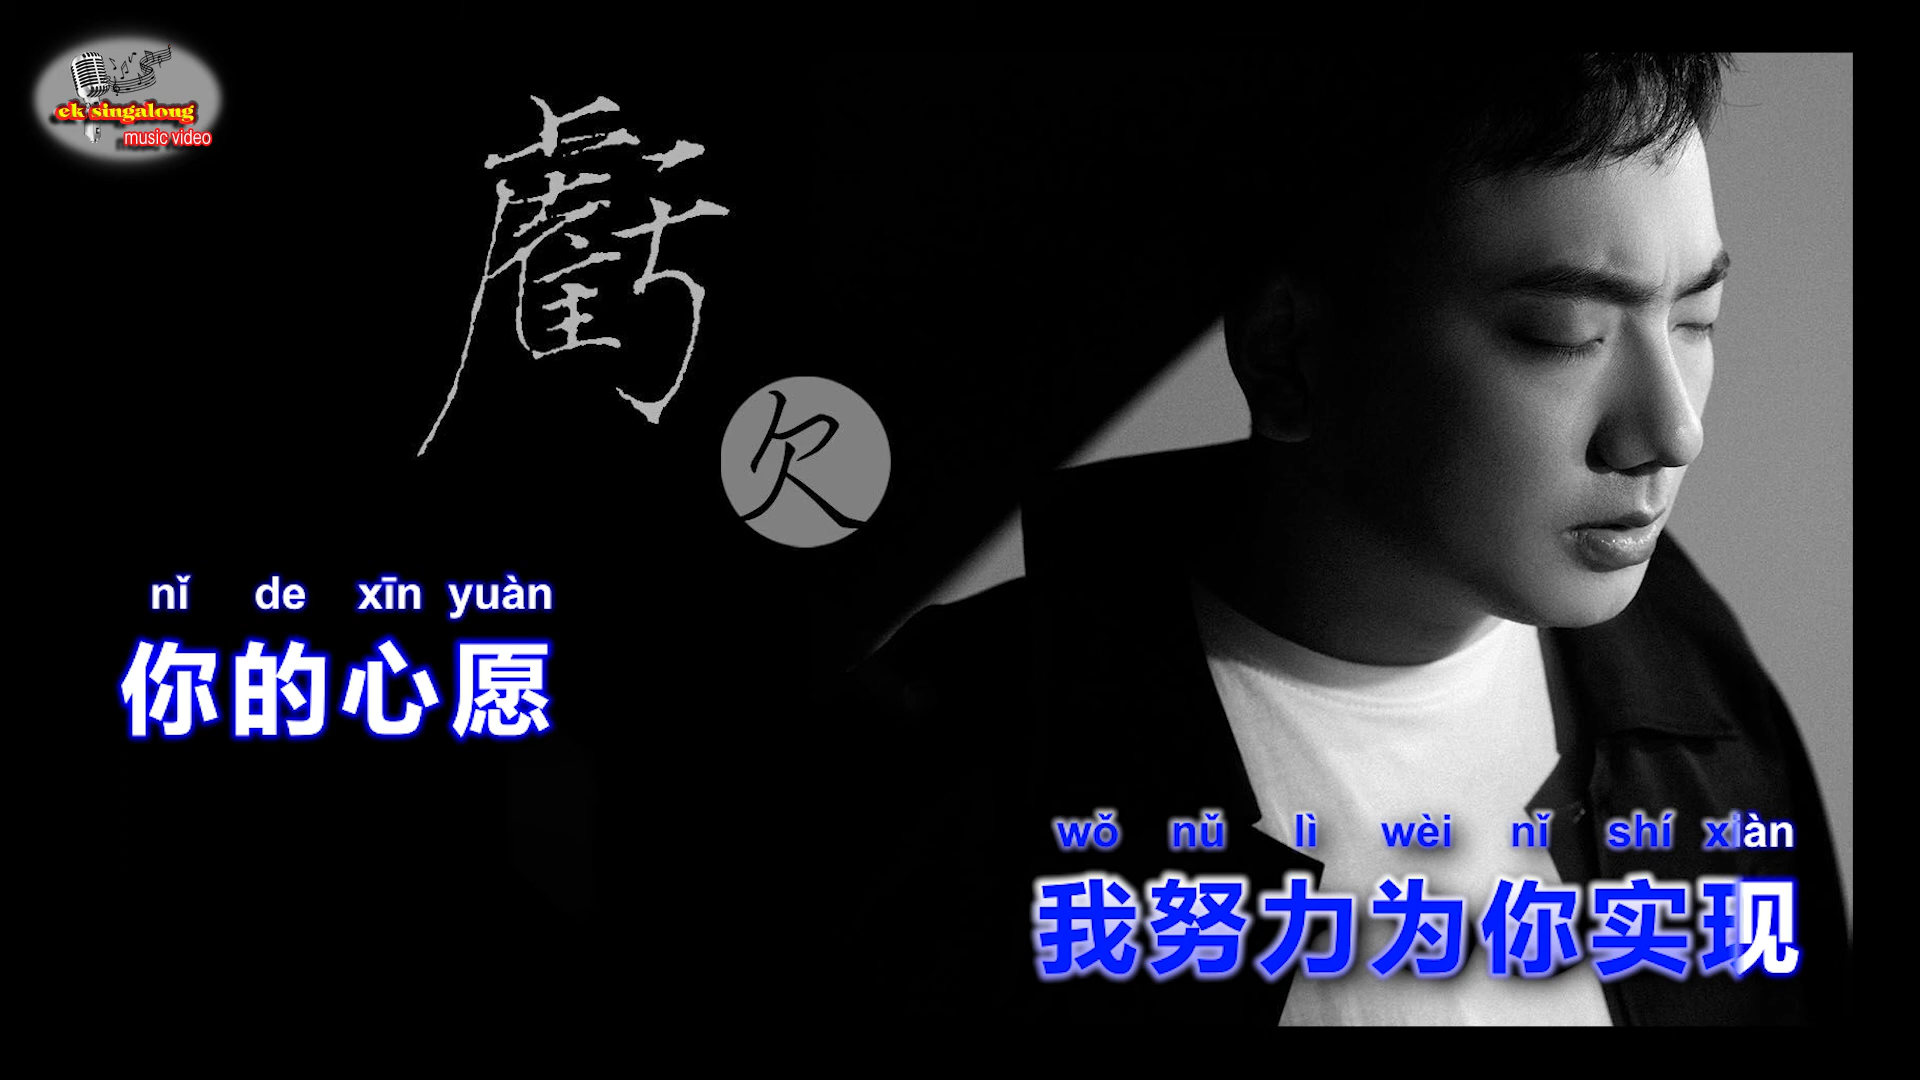 ek singalong
music video
虧
欠
nǐ de xīn yuàn
你的心愿
wǒ nǔ lì wèi nǐ shí xiàn
我努力为你实现